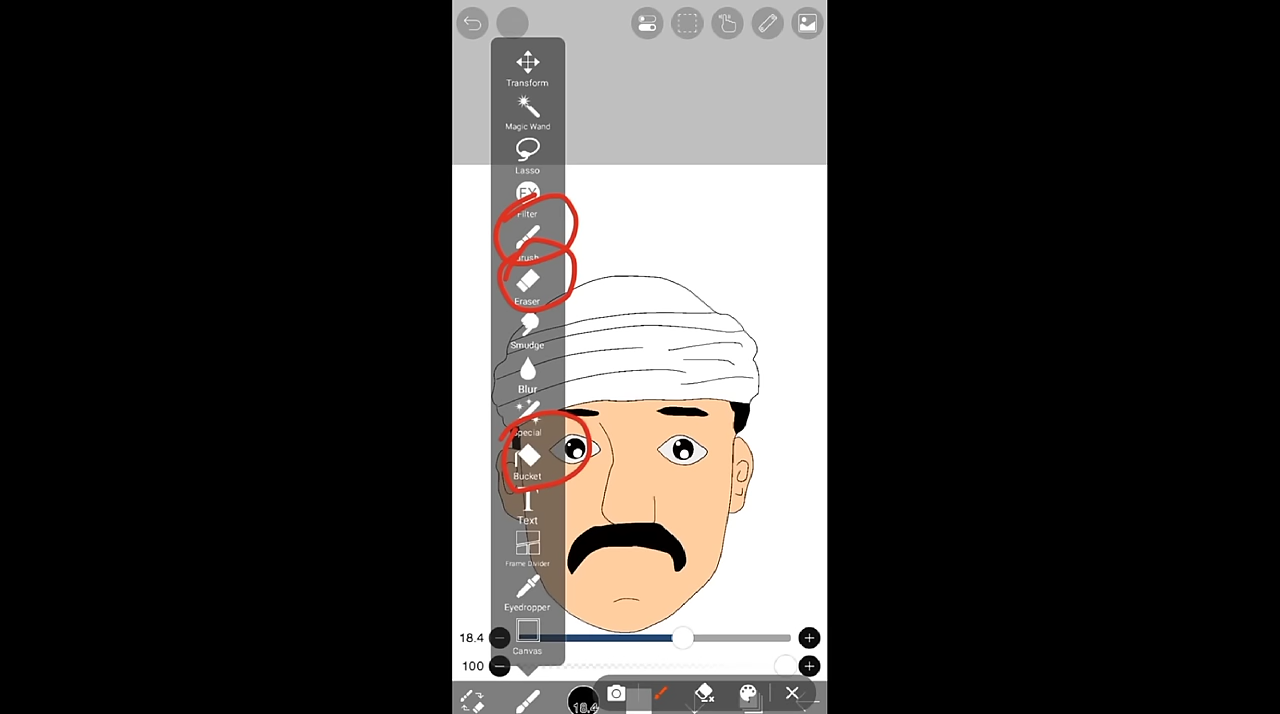 Transform
Magic Wand
Lasso
FX
Filter
Brush
Eraser
Smudge
Blur
Special
Bucket
T
Text
Frame Divider
Eyedropper
18.4
Canvas
100
18.4